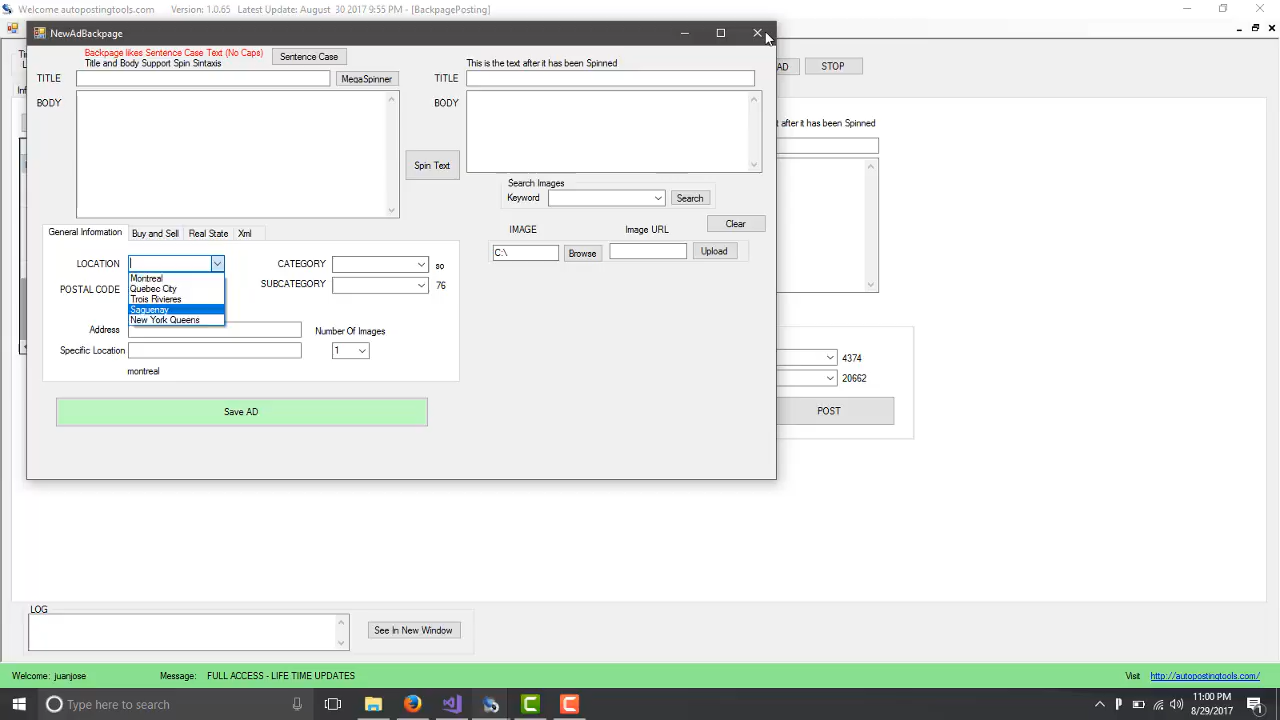 Welcome autopostingtools.com  Version: 1.0.65  Latest Update: August  30 2017 9:55 PM - [BackpagePosting]
NewAdBackpage
Backpage likes Sentence Case Text (No Caps)
Title and Body Support Spin Sintaxis
Sentence Case
This is the text after it has been Spinned
TITLE
MegaSpinner
TITLE
BODY
BODY
Spin Text
Search Images
Keyword
Search
Clear
General Information
Buy and Sell
Real State
Xml
IMAGE
Image URL
C:\
Browse
Upload
LOCATION
CATEGORY
so
Montreal
Quebec City
Trois Rivieres
Saguenay
New York Queens
POSTAL CODE
SUBCATEGORY
76
Address
Number Of Images
Specific Location
1
montreal
Save AD
AD
STOP
t after it has been Spinned
4374
20662
POST
LOG
See In New Window
Welcome: juanjose
Message:
FULL ACCESS - LIFE TIME UPDATES
Visit
http://autopostingtools.com/
Type here to search
11:00 PM
8/29/2017